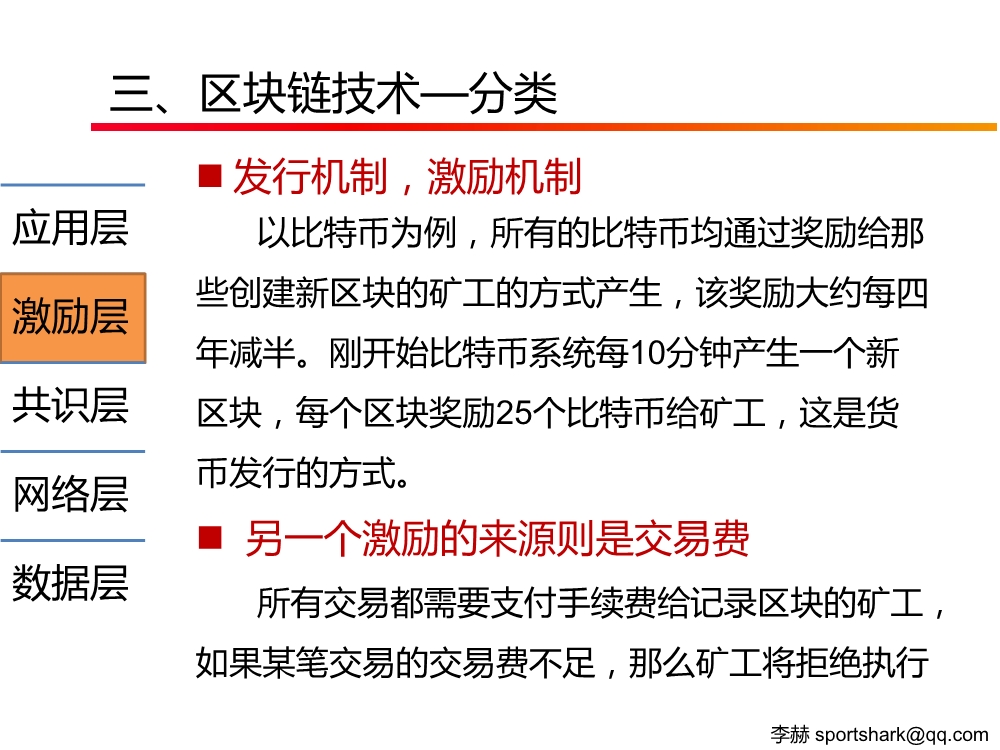 三、区块链技术—分类
应用层
激励层
共识层
网络层
数据层
■ 发行机制，激励机制
以比特币为例，所有的比特币均通过奖励给那
些创建新区块的矿工的方式产生，该奖励大约每四
年减半。刚开始比特币系统每10分钟产生一个新
区块，每个区块奖励25个比特币给矿工，这是货
币发行的方式。
■ 另一个激励的来源则是交易费
所有交易都需要支付手续费给记录区块的矿工，
如果某笔交易的交易费不足，那么矿工将拒绝执行
李赫 sportshark@qq.com